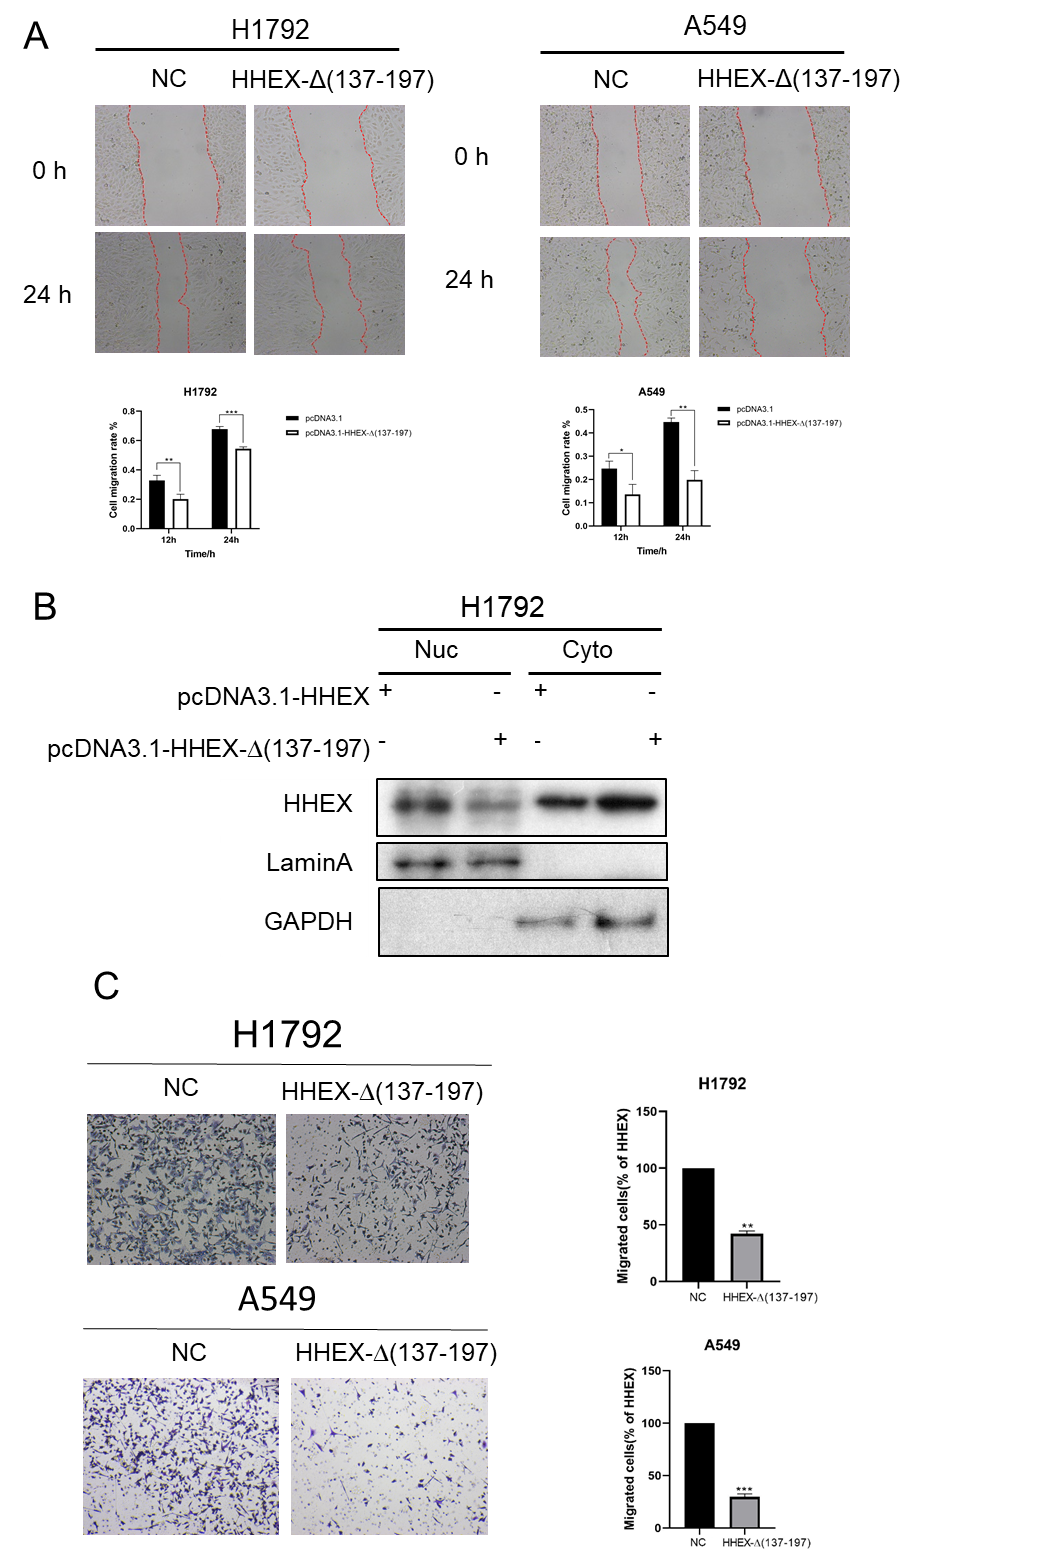 A
H1792
NC HHEX-Δ(137-197)
0 h
24 h
A549
NC HHEX-Δ(137-197)
0 h
24 h
H1792
Cell migration rate %
0.8
0.6
0.4
0.2
0.0
** ***
12h 24h
Time/h
pcDNA3.1
pcDNA3.1-HHEX-Δ(137-197)
A549
Cell migration rate %
0.5
0.4
0.3
0.2
0.1
0.0
* **
12h 24h
Time/h
pcDNA3.1
pcDNA3.1-HHEX-Δ(137-197)
B
H1792
Nuc Cyto
pcDNA3.1-HHEX + - + -
pcDNA3.1-HHEX-Δ(137-197) - + - +
HHEX
LaminA
GAPDH
C
H1792
NC HHEX-Δ(137-197)
A549
NC HHEX-Δ(137-197)
H1792
Migrated cells(% of HHEX)
150
100
50
0
**
NC HHEX-Δ(137-197)
A549
Migrated cells(% of HHEX)
150
100
50
0
***
NC HHEX-Δ(137-197)